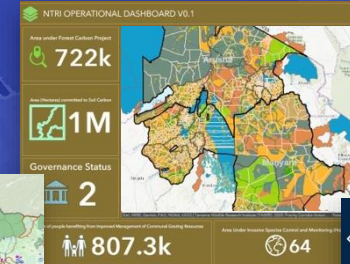 NTRI OPERATIONAL DASHBOARD V0.1
Area under Forest Carbon Project
722k
Area (Hectares) committed to Soil Carbon
1M
Governance Status
2
of people benefiting from Improved Management of Communal Grazing Resources
807.3k
Area Under Invasive Species Control and Monitoring
64
Arusha
Manyara